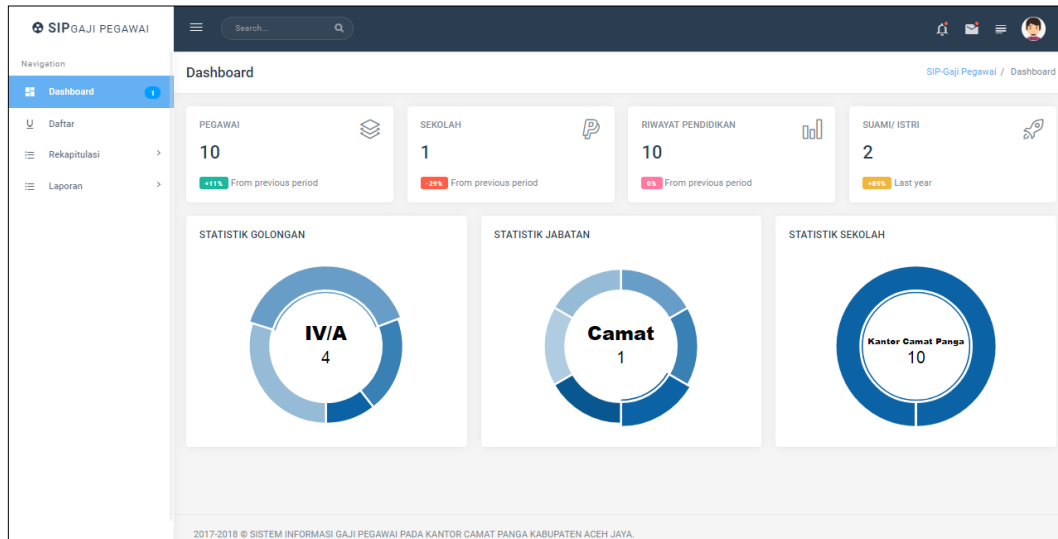 SIPGAJI PEGAWAI
Search...
Navigation
Dashboard 1
Daftar
Rekapitulasi
Laporan
Dashboard
SIP-Gaji Pegawai / Dashboard
PEGAWAI
10
+11% From previous period
SEKOLAH
1
-29% From previous period
RIWAYAT PENDIDIKAN
10
0% From previous period
SUAMI/ ISTRI
2
+89% Last year
STATISTIK GOLONGAN
IV/A
4
STATISTIK JABATAN
Camat
1
STATISTIK SEKOLAH
Kantor Camat Panga
10
2017-2018 © SISTEM INFORMASI GAJI PEGAWAI PADA KANTOR CAMAT PANGA KABUPATEN ACEH JAYA.